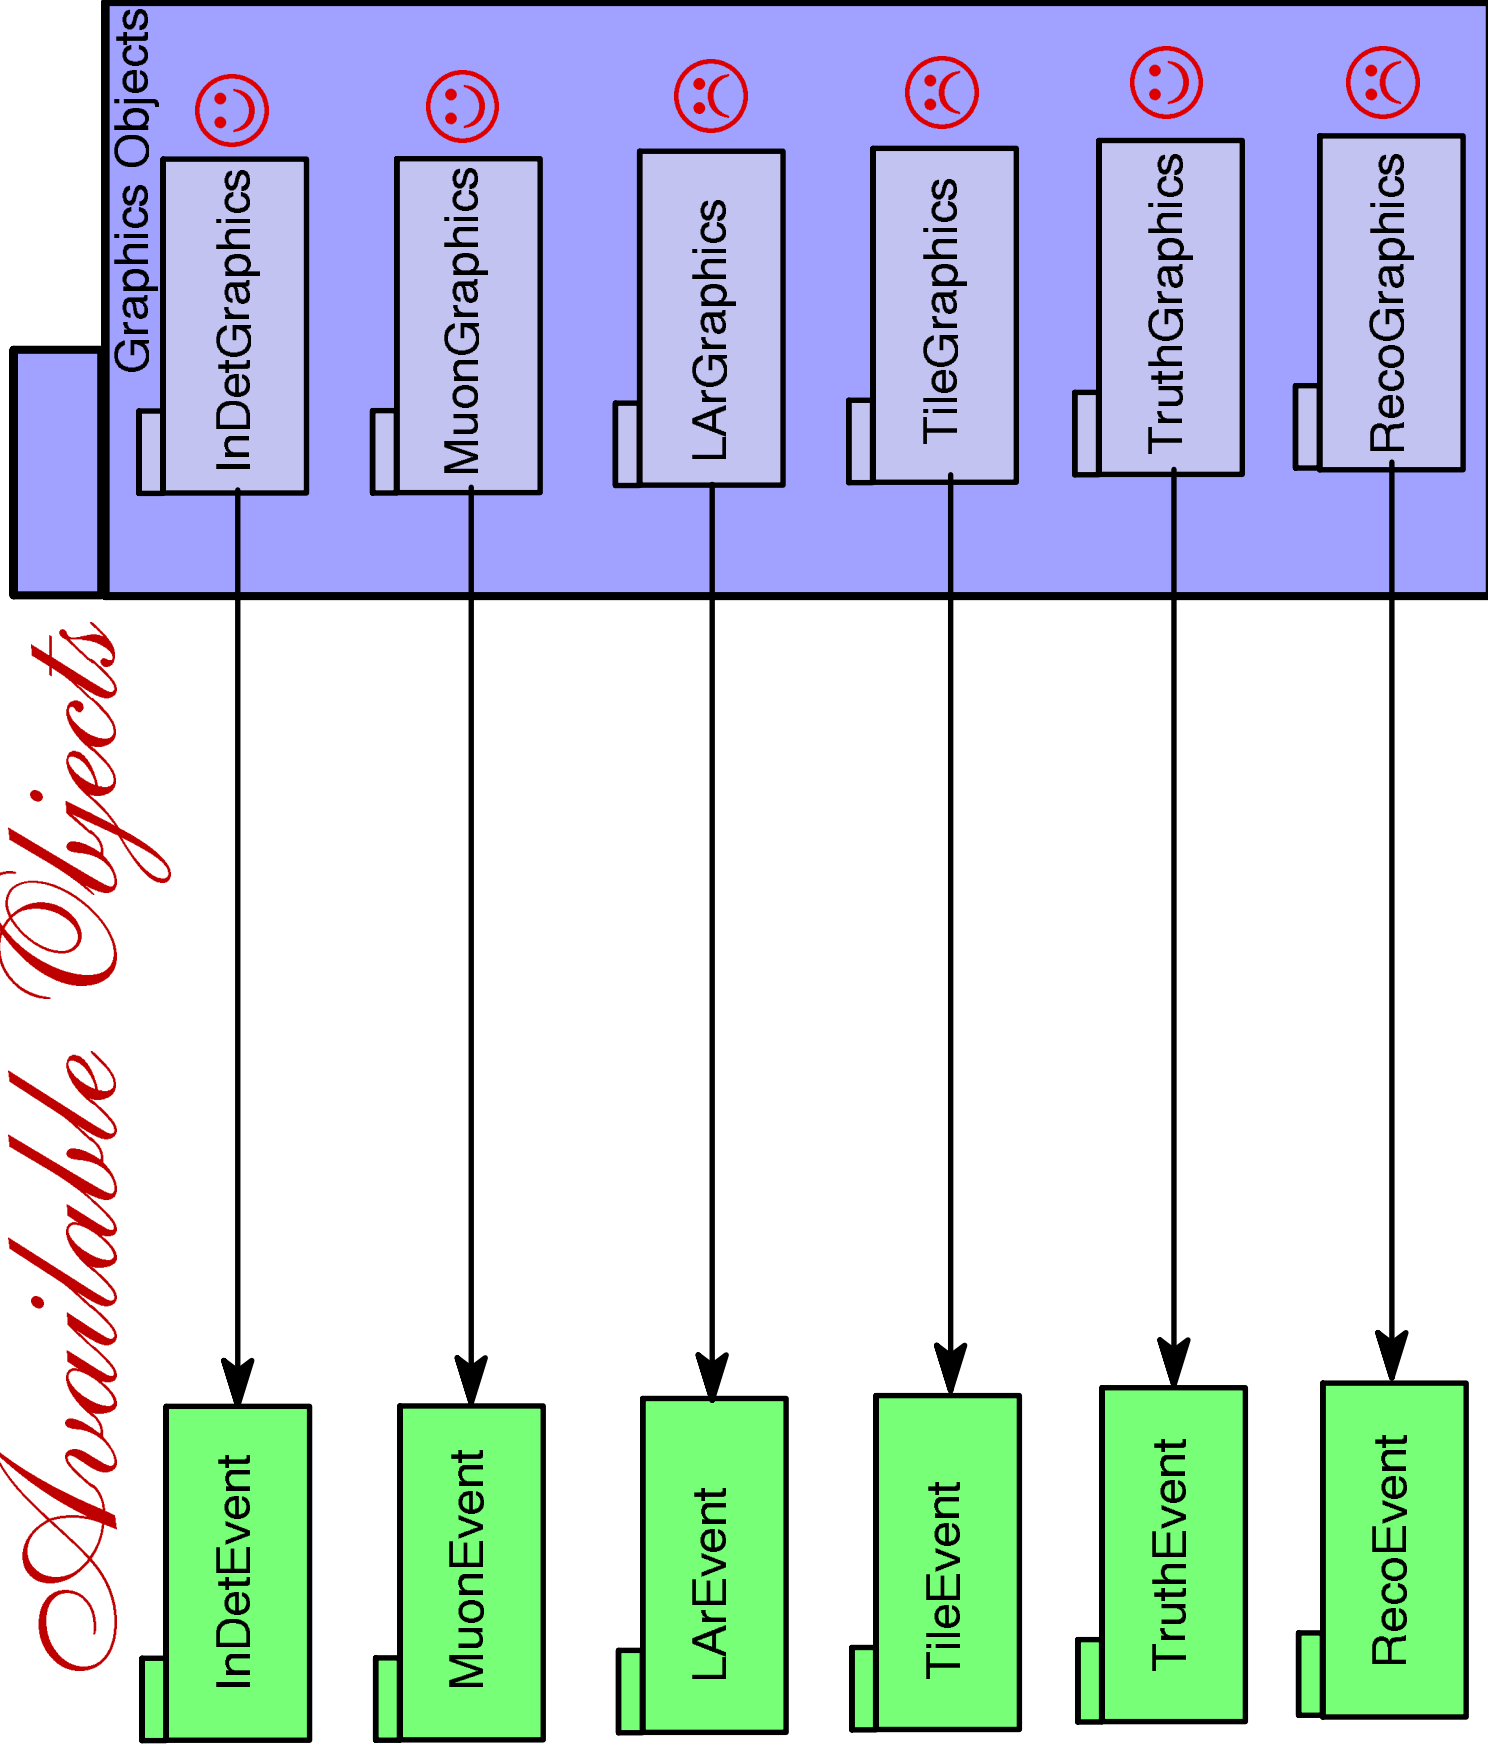 Available Objects
Graphics Objects
InDetEvent
InDetGraphics
MuonEvent
MuonGraphics
LArEvent
LArGraphics
TileEvent
TileGraphics
TruthEvent
TruthGraphics
RecoEvent
RecoGraphics